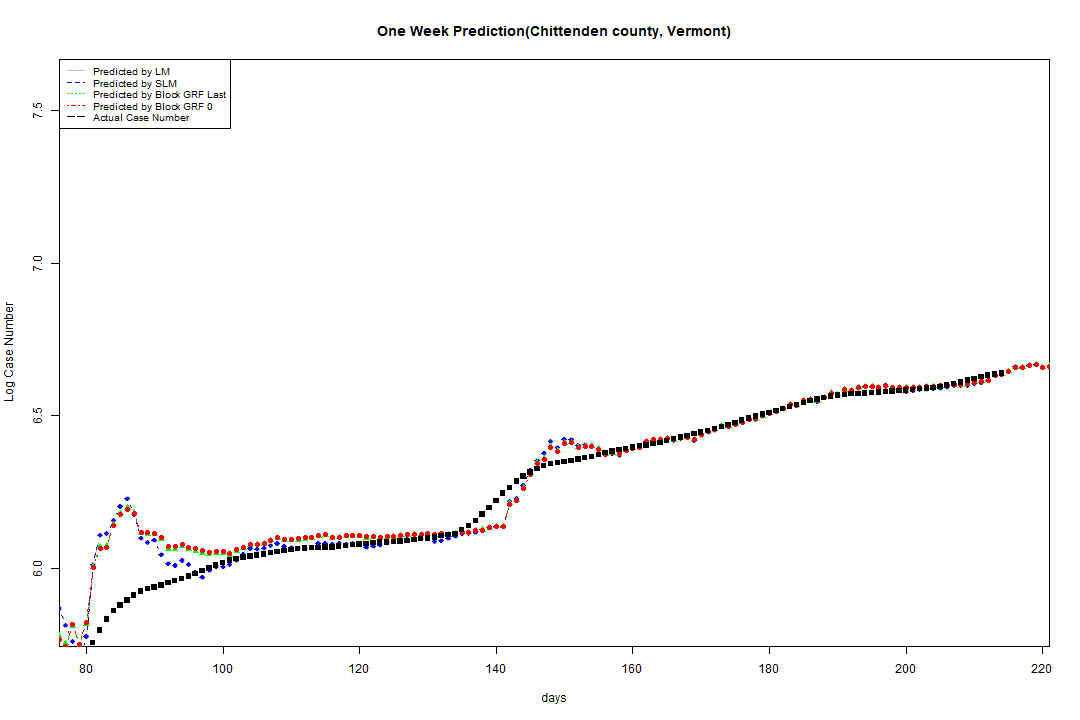 One Week Prediction(Chittenden county, Vermont)
Predicted by LM
Predicted by SLM
Predicted by Block GRF Last
Predicted by Block GRF 0
Actual Case Number
7.5
7.0
6.5
6.0
Log Case Number
80 100 120 140 160 180 200 220
days